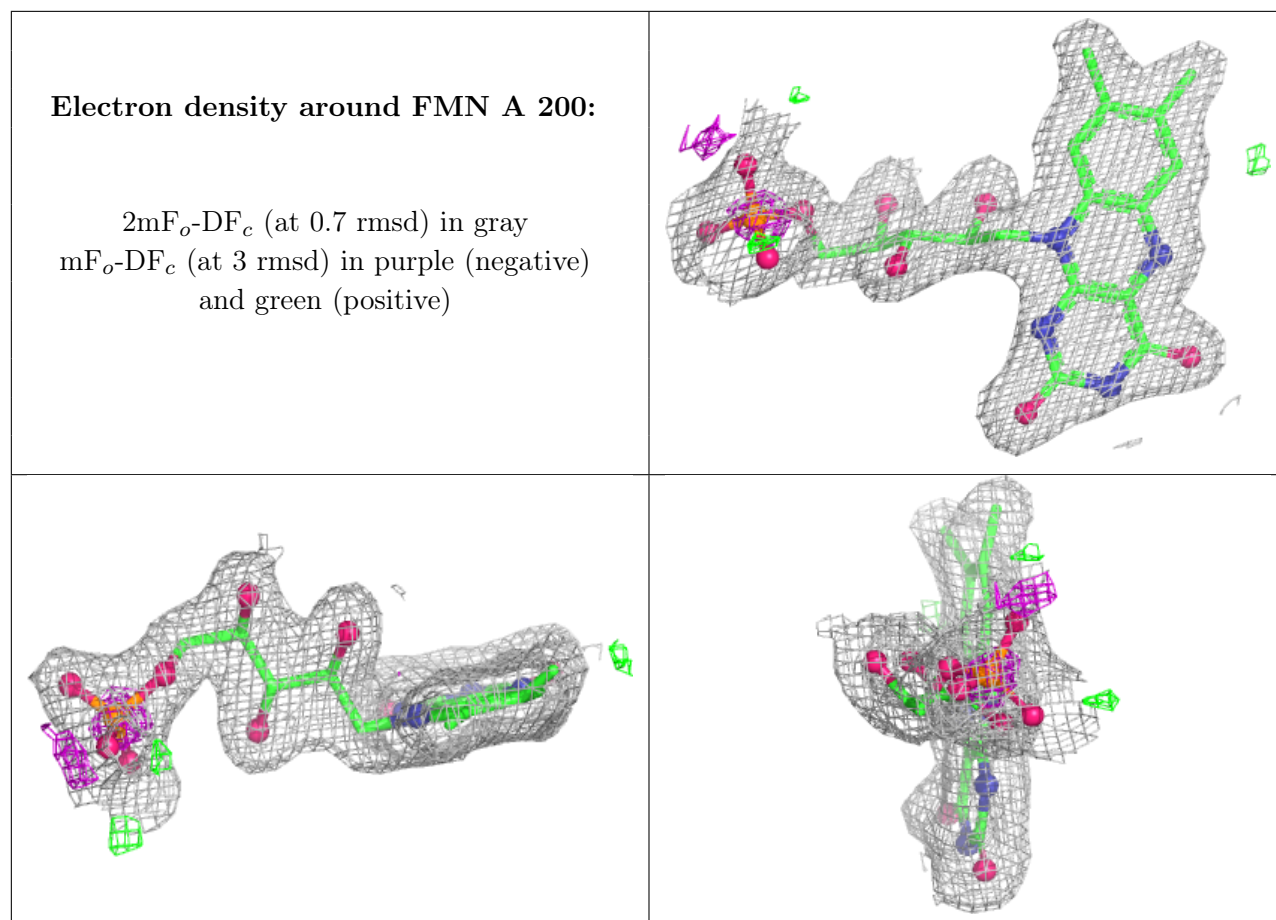 Electron density around FMN A 200:
2mFo-DFc (at 0.7 rmsd) in gray
mFo-DFc (at 3 rmsd) in purple (negative)
and green (positive)